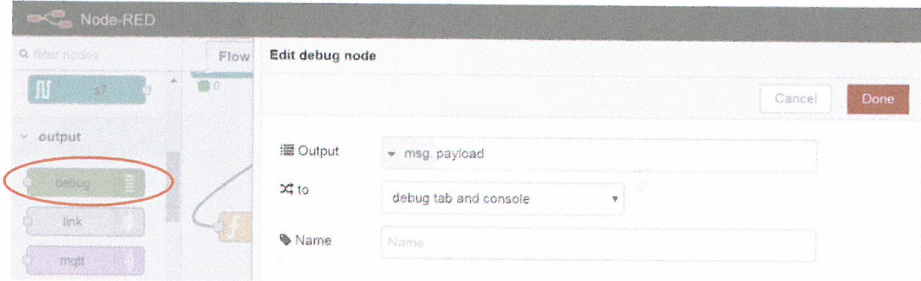 Node-RED
filter nodes
Flow
s7
0
output
debug
link
mqtt
Edit debug node
Cancel
Done
Output
msg. payload
to
debug tab and console
Name
Name